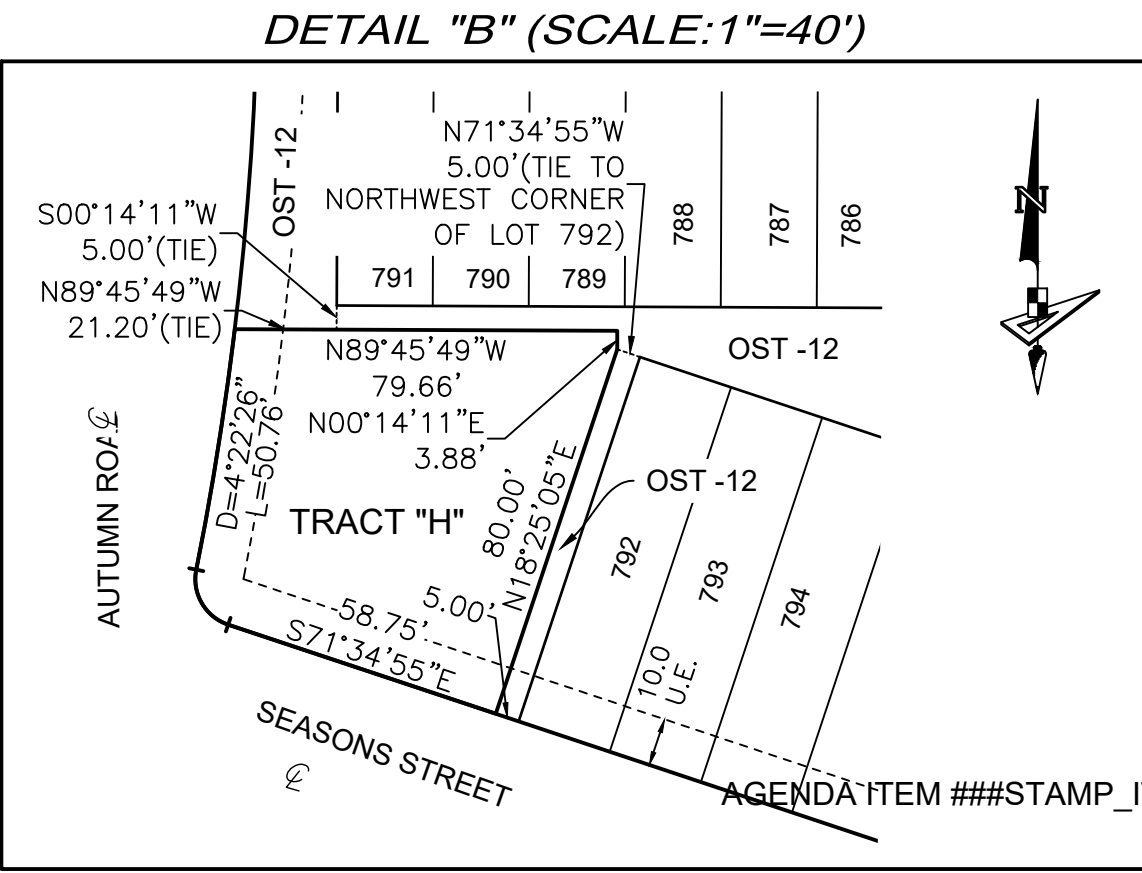 DETAIL "B" (SCALE:1"=40')
OST -12
N71°34'55"W
5.00'(TIE TO
NORTHWEST CORNER
OF LOT 792)
S00°14'11"W
5.00'(TIE)
N89°45'49"W
21.20'(TIE)
788
787
786
N
791
790
789
OST -12
N89°45'49"W
79.66'
N00°14'11"E
3.88'
AUTUMN ROA
D=4°22'26"
L=50.76'
TRACT "H"
80.00'
N18°25'05"E
OST -12
792
793
794
5.00'
58.75'
S71°34'55"E
10.0
U.E.
SEASONS STREET
℄
℄
AGENDA ITEM ###STAMP_I